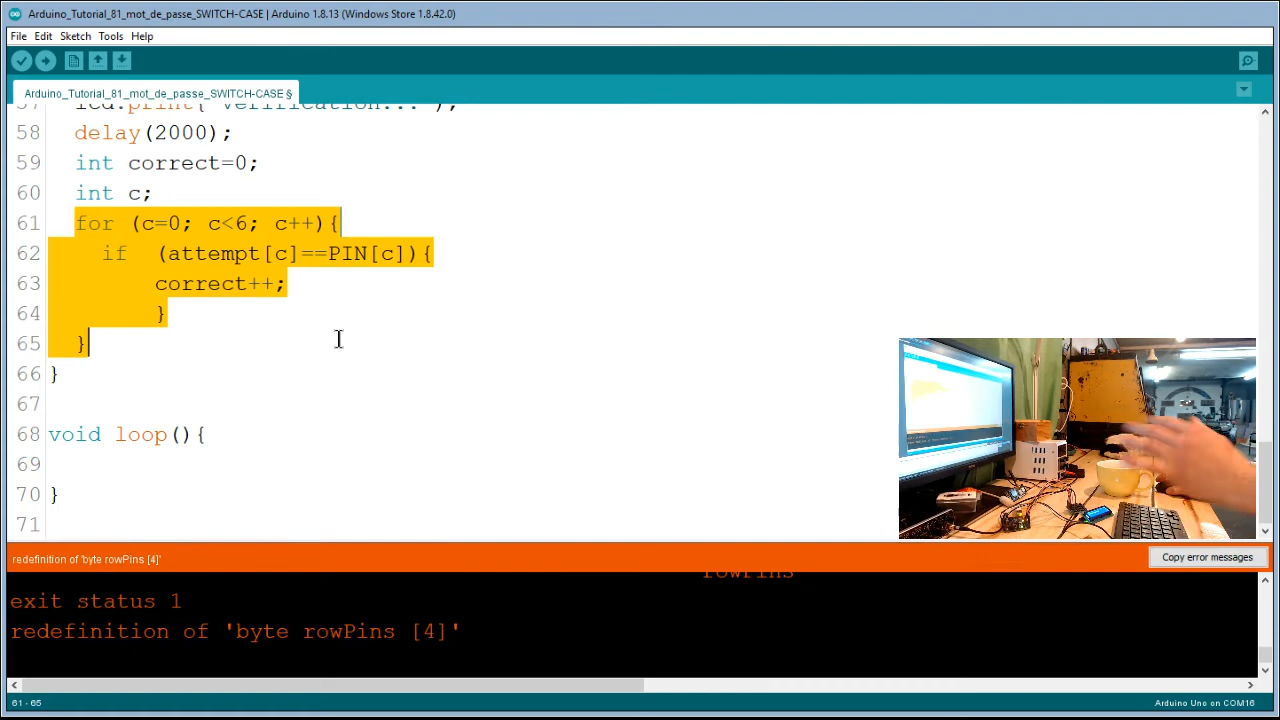 Arduino_Tutorial_81_mot_de_passe_SWITCH-CASE | Arduino 1.8.13 (Windows Store 1.8.42.0)
File Edit Sketch Tools Help
Arduino_Tutorial_81_mot_de_passe_SWITCH-CASE §
58 delay(2000);
59 int correct=0;
60 int c;
61 for (c=0; c<6; c++){
62 if (attempt[c]==PIN[c]){
63 correct++;
64 }
65 }
66 }
67
68 void loop(){
69
70 }
71
redefinition of 'byte rowPins [4]' Copy error messages
rowPins
exit status 1
redefinition of 'byte rowPins [4]'
61 - 65 Arduino Uno on COM16